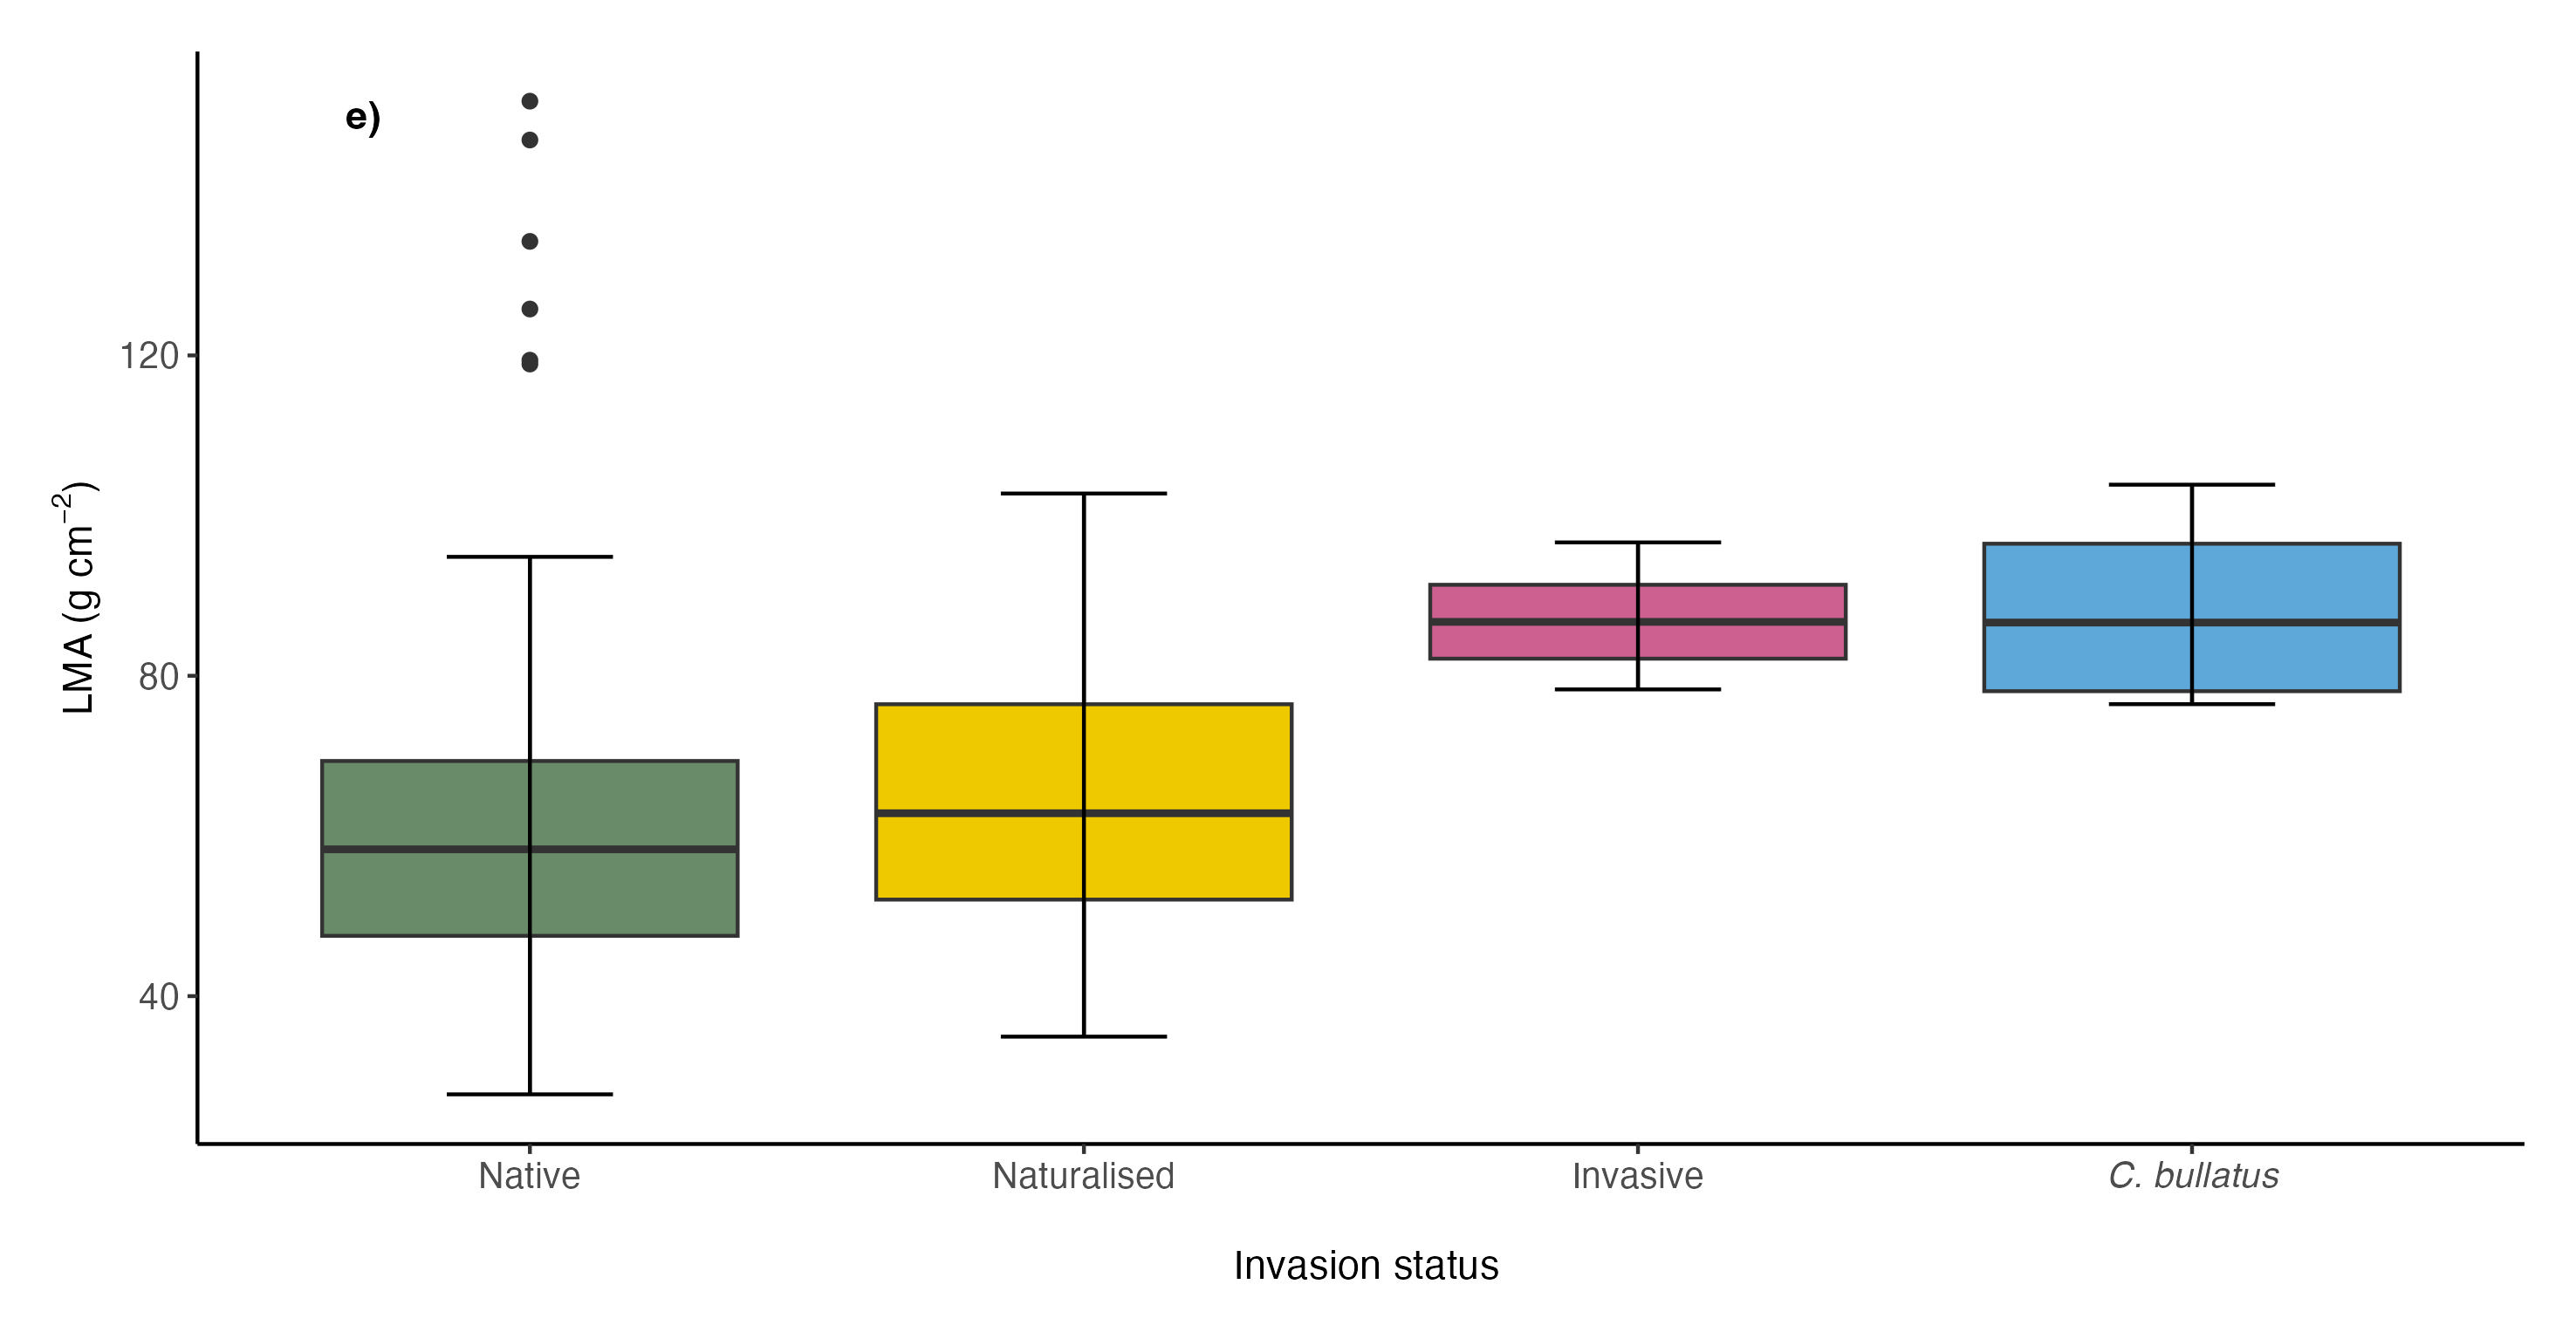 e)
120
80
40
LMA (g cm⁻²)
Native
Naturalised
Invasive
C. bullatus
Invasion status